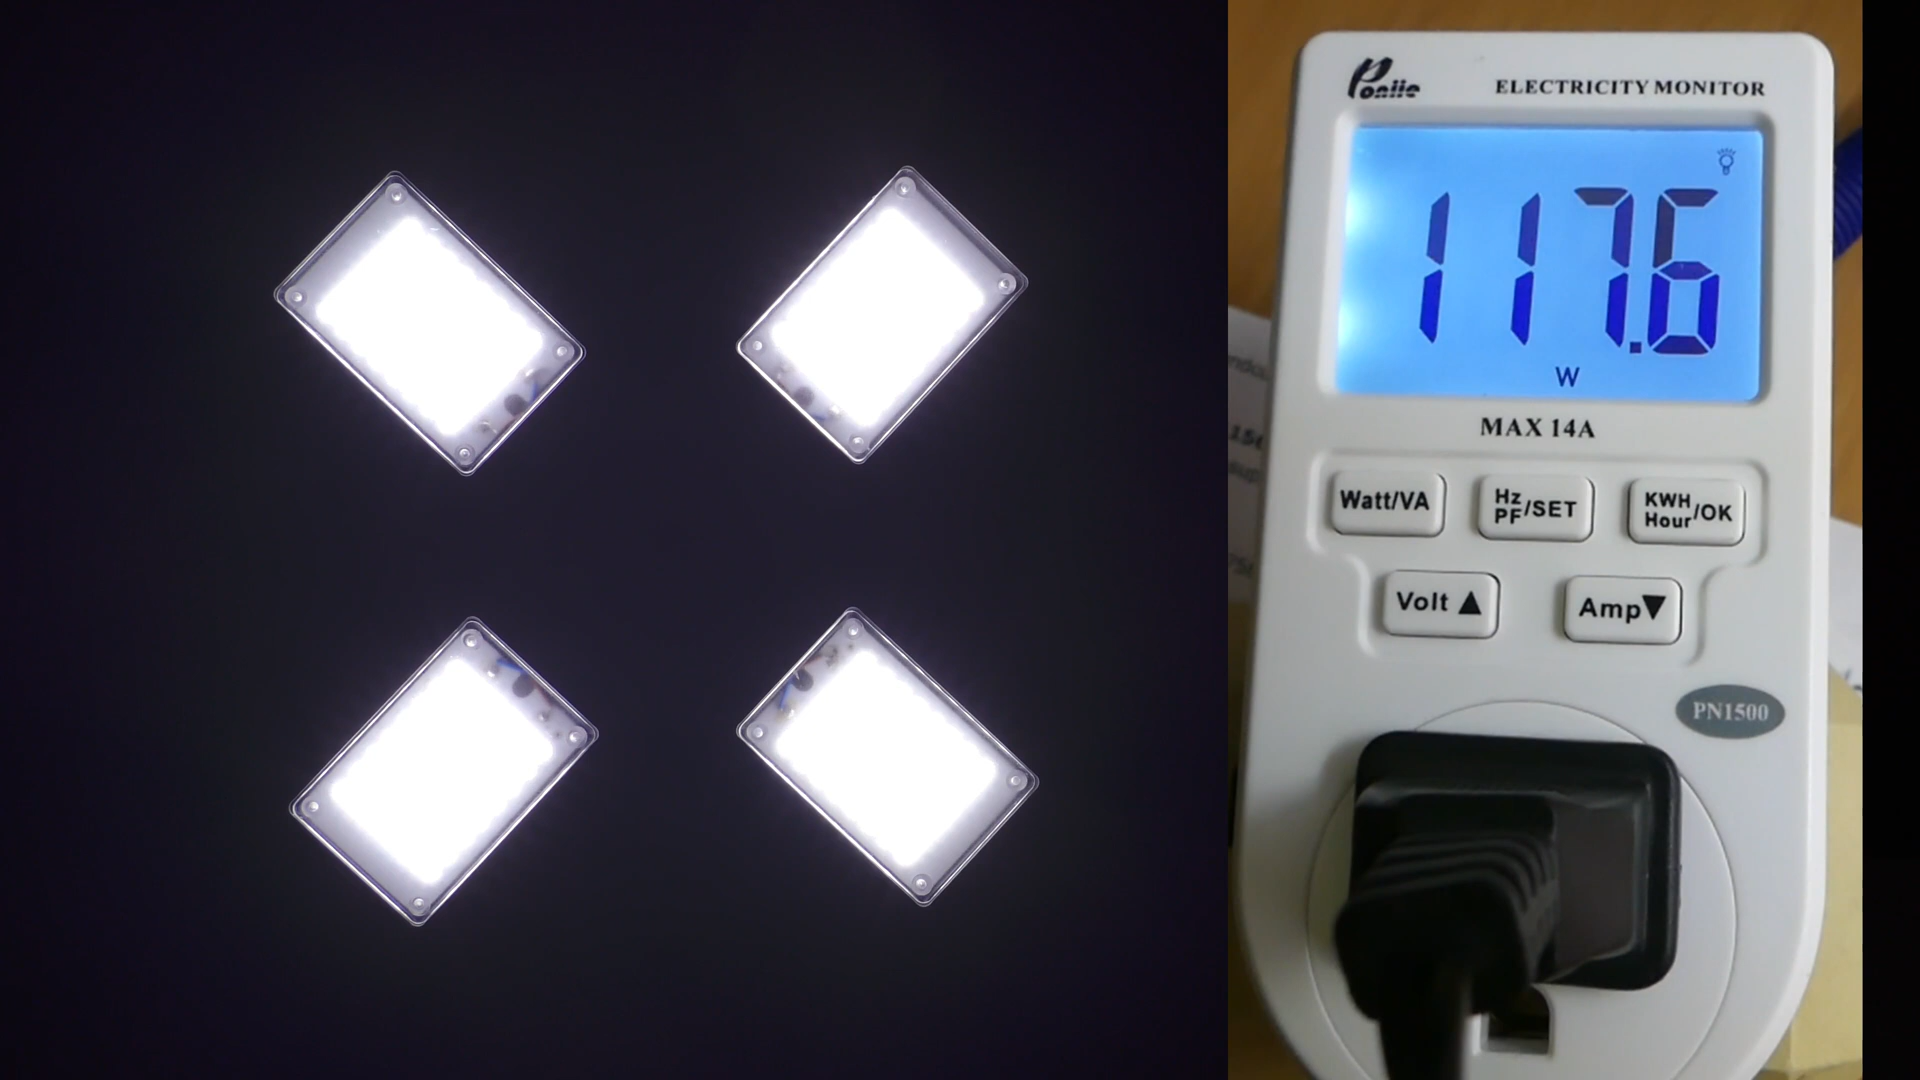 Poniie
ELECTRICITY MONITOR
117.6
W
MAX 14A
Watt/VA
Hz
PF/SET
KWH
Hour/OK
Volt ▲
Amp▼
PN1500